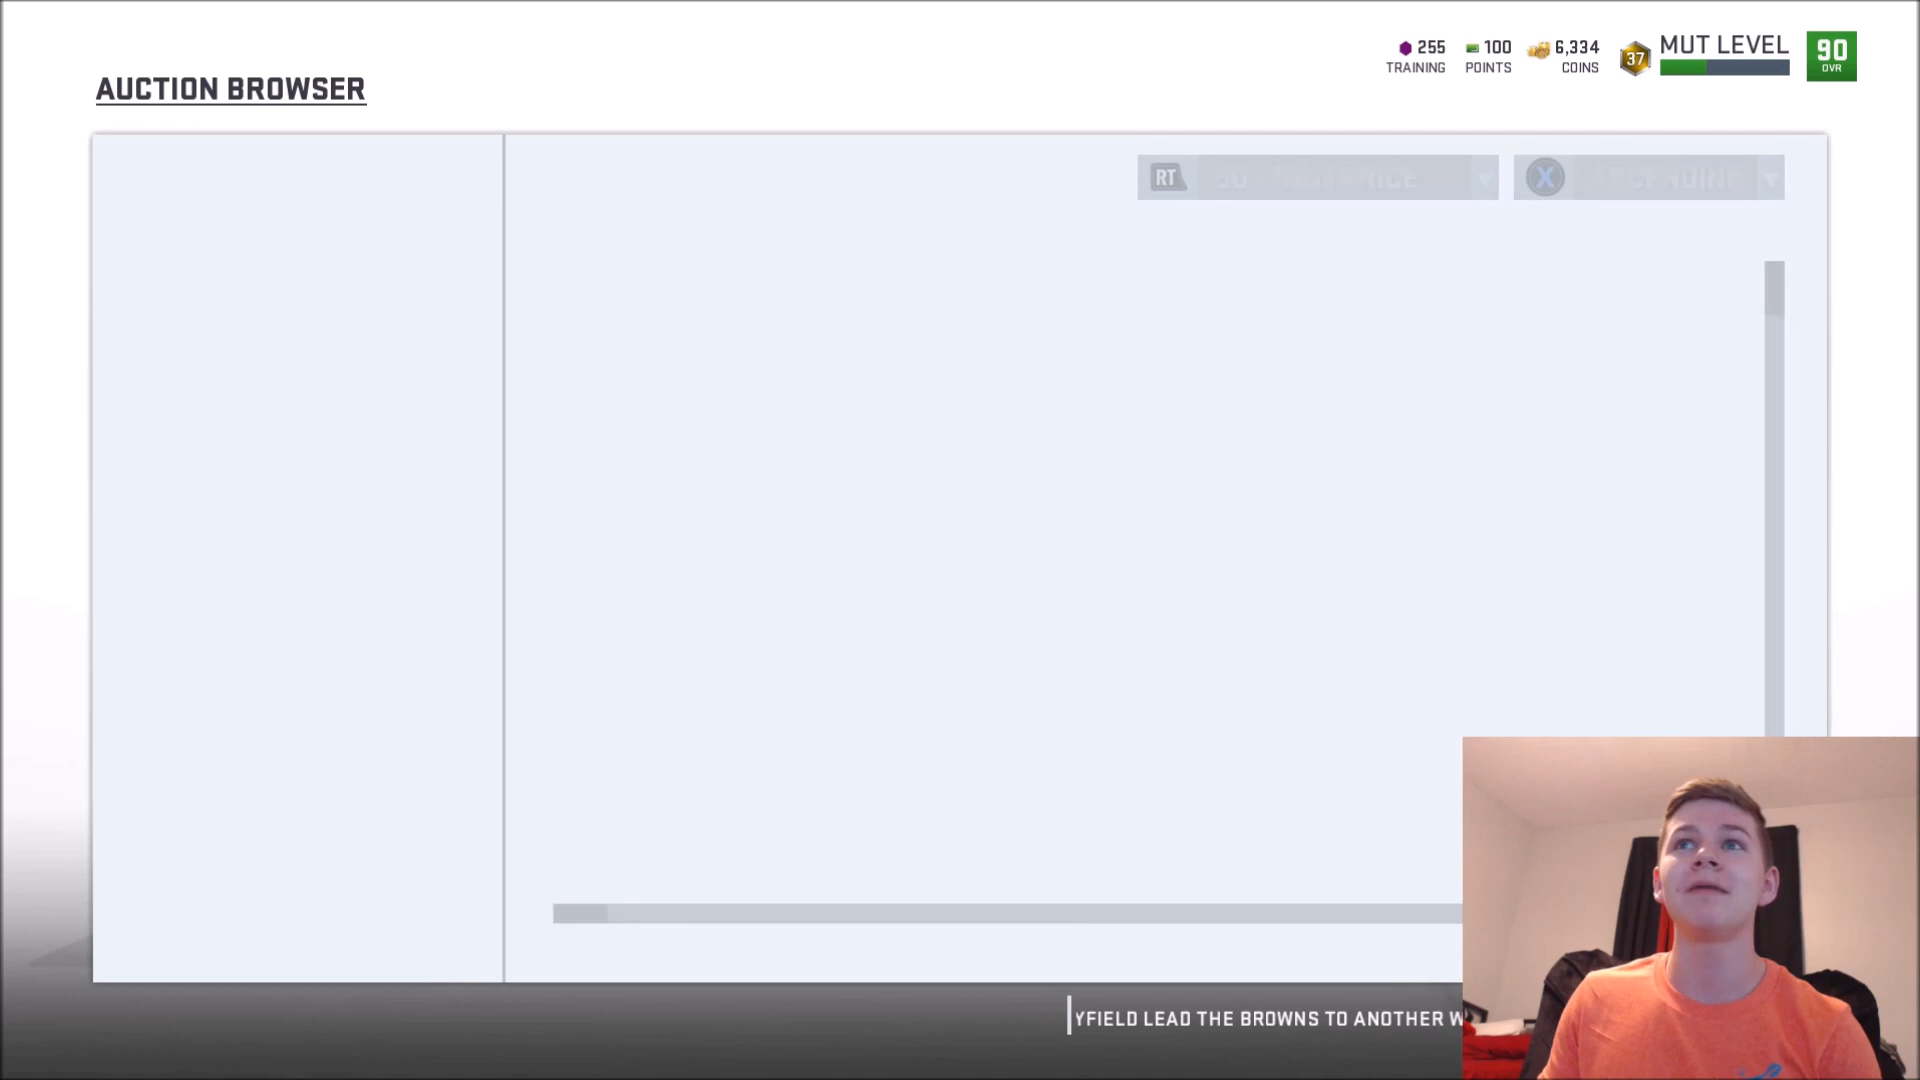 255 TRAINING
100 POINTS
6,334 COINS
37
MUT LEVEL
90 OVR
AUCTION BROWSER
RT
X
YFIELD LEAD THE BROWNS TO ANOTHER W